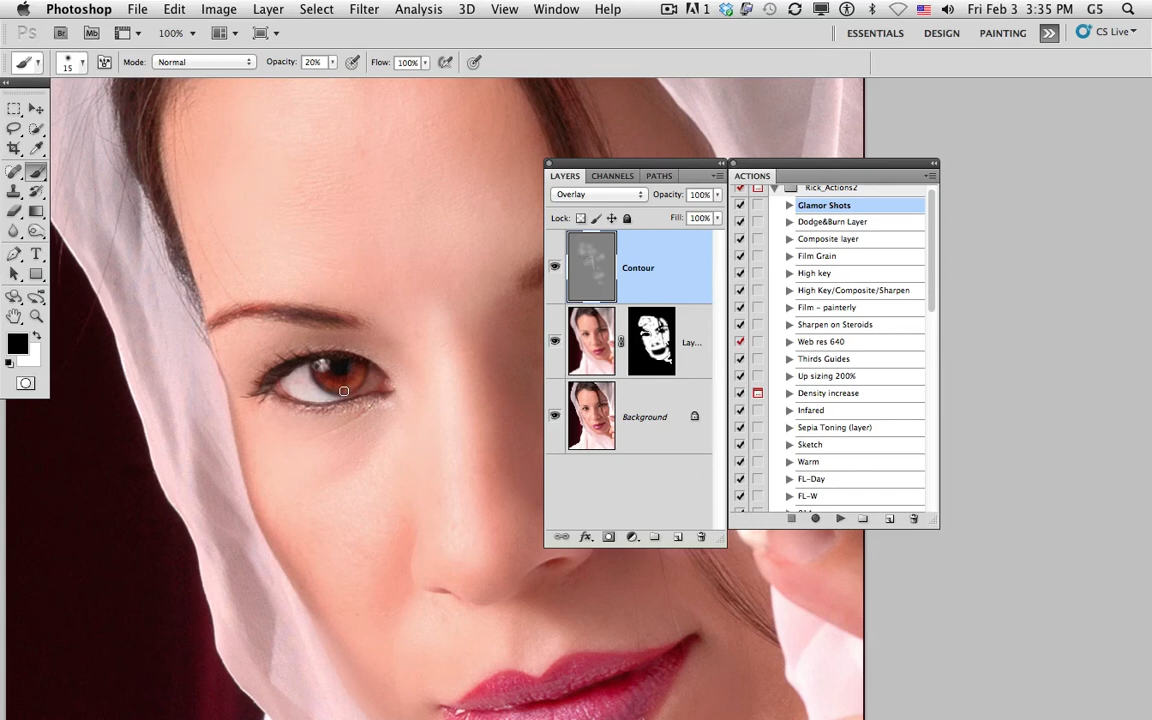 Photoshop File Edit Image Layer Select Filter Analysis 3D View Window Help 1 Fri Feb 3 3:35 PM G5
Ps Br Mb 100% ESSENTIALS DESIGN PAINTING CS Live
15 Mode: Normal Opacity: 20% Flow: 100%
LAYERS CHANNELS PATHS
Overlay Opacity: 100%
Lock: Fill: 100%
Contour
Lay...
Background
ACTIONS
Rick_Actions2
Glamor Shots
Dodge&Burn Layer
Composite layer
Film Grain
High key
High Key/Composite/Sharpen
Film - painterly
Sharpen on Steroids
Web res 640
Thirds Guides
Up sizing 200%
Density increase
Infared
Sepia Toning (layer)
Sketch
Warm
FL-Day
FL-W